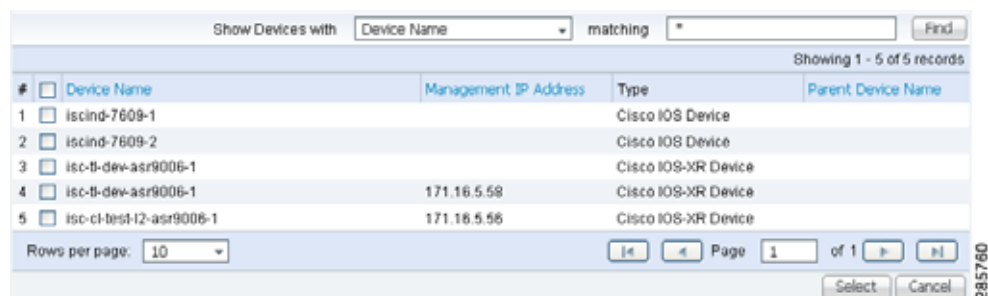 Show Devices with Device Name matching * Find
Showing 1 - 5 of 5 records
# Device Name Management IP Address Type Parent Device Name
1 iscind-7609-1 Cisco IOS Device
2 iscind-7609-2 Cisco IOS Device
3 isc-tl-dev-asr9006-1 Cisco IOS-XR Device
4 isc-tl-dev-asr9006-1 171.16.5.58 Cisco IOS-XR Device
5 isc-cl-test-l2-asr9006-1 171.16.5.56 Cisco IOS-XR Device
Rows per page: 10 Page 1 of 1
Select Cancel
285760